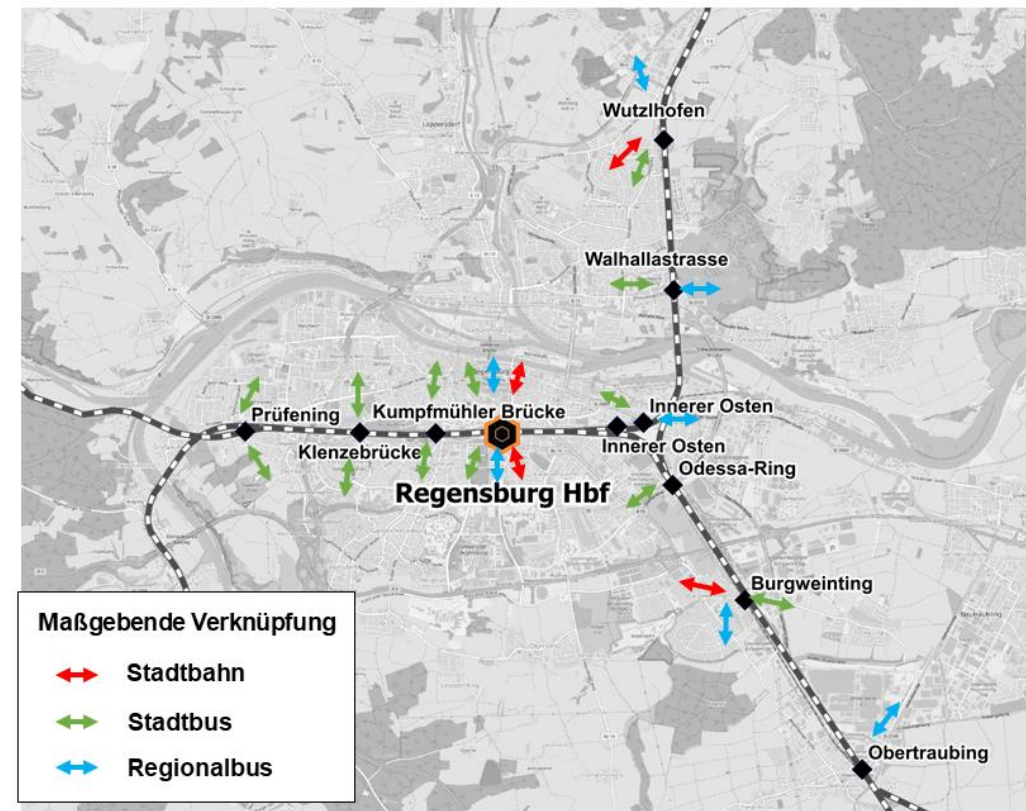 Wutzlhofen
Walhallastrasse
Prüfening
Kumpfmühler Brücke
Innerer Osten
Klenzebrücke
Innerer Osten
Odessa-Ring
Regensburg Hbf
Burgweinting
Obertraubing
Maßgebende Verknüpfung
Stadtbahn
Stadtbus
Regionalbus